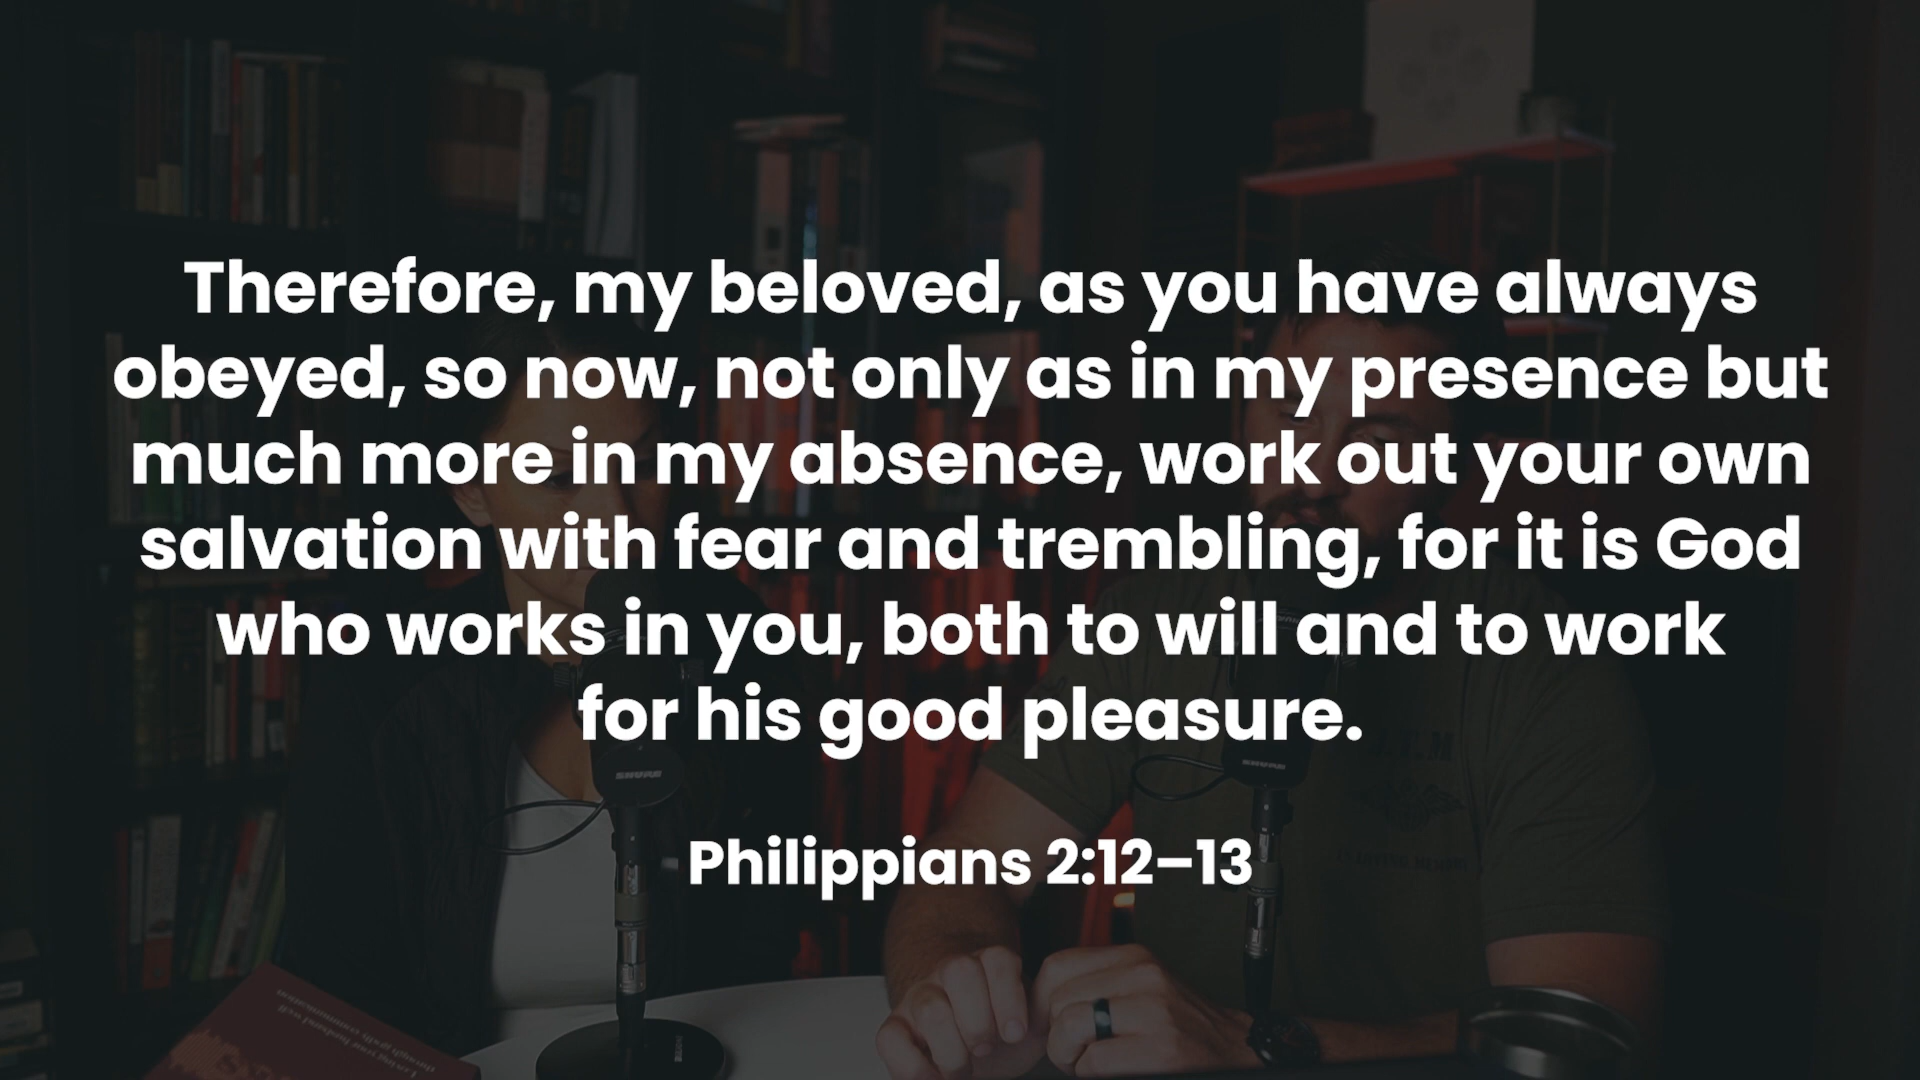 Therefore, my beloved, as you have always
obeyed, so now, not only as in my presence but
much more in my absence, work out your own
salvation with fear and trembling, for it is God
who works in you, both to will and to work
for his good pleasure.
Philippians 2:12–13
SHURE
SHURE